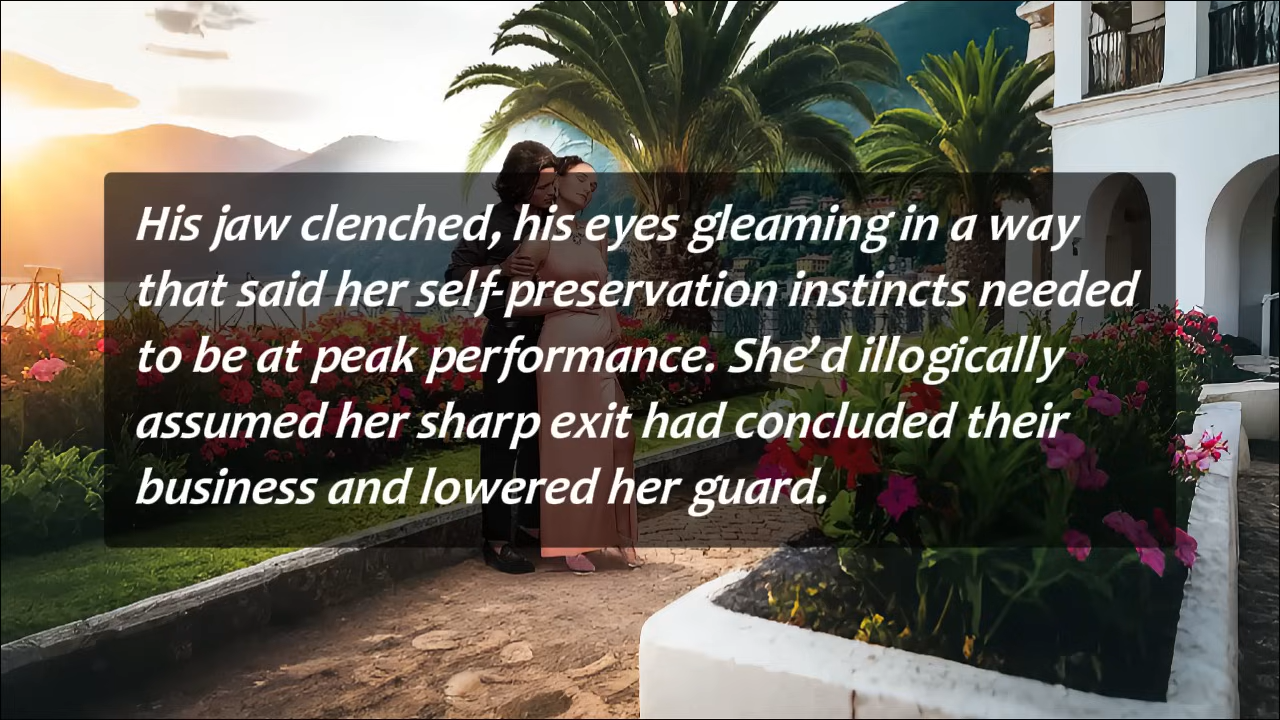 His jaw clenched, his eyes gleaming in a way
that said her self-preservation instincts needed
to be at peak performance. She’d illogically
assumed her sharp exit had concluded their
business and lowered her guard.